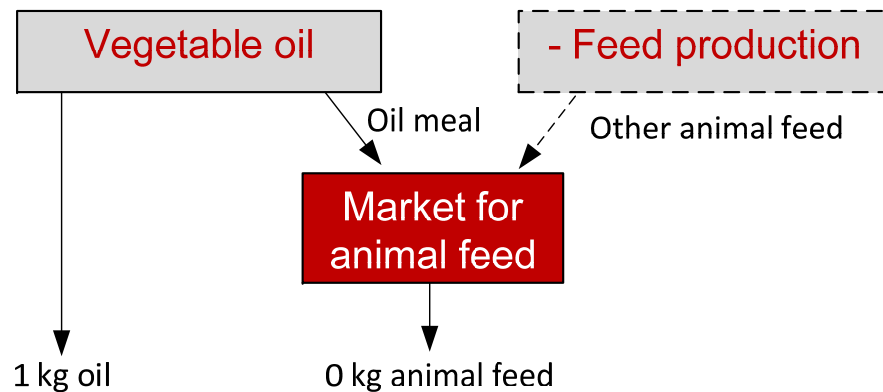 Vegetable oil
- Feed production
Oil meal
Other animal feed
Market for
animal feed
1 kg oil
0 kg animal feed